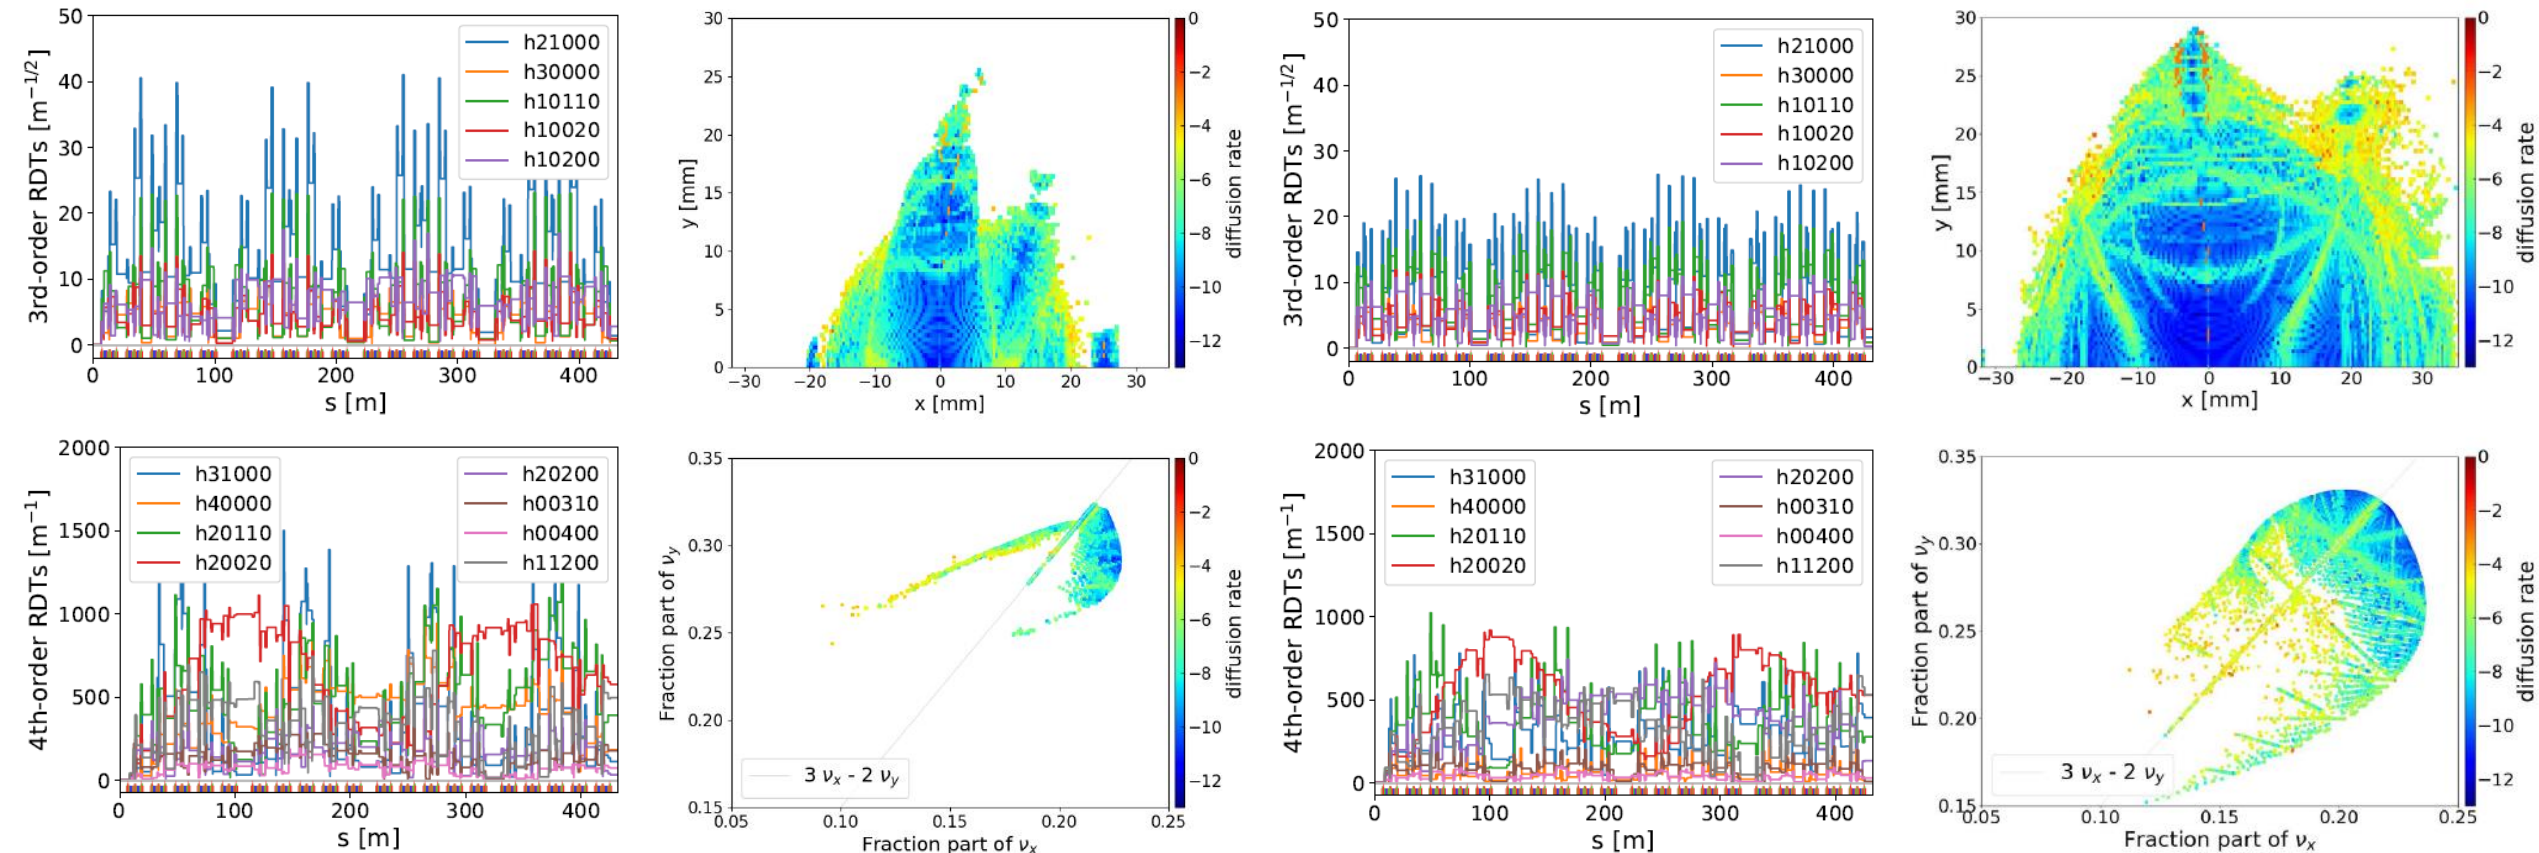 3rd-order RDTs [m−1/2]
50
40
30
20
10
0
h21000
h30000
h10110
h10020
h10200
0 100 200 300 400
s [m]
y [mm]
30
25
20
15
10
5
0
−30 −20 −10 0 10 20 30
x [mm]
0
−2
−4
−6
−8
−10
−12
diffusion rate
3rd-order RDTs [m−1/2]
50
40
30
20
10
0
h21000
h30000
h10110
h10020
h10200
0 100 200 300 400
s [m]
y [mm]
30
25
20
15
10
5
0
−30 −20 −10 0 10 20 30
x [mm]
0
−2
−4
−6
−8
−10
−12
diffusion rate
4th-order RDTs [m−1]
2000
1500
1000
500
0
h31000
h40000
h20110
h20020
h20200
h00310
h00400
h11200
0 100 200 300 400
s [m]
Fraction part of νy
0.35
0.30
0.25
0.20
0.15
3 νx - 2 νy
0.05 0.10 0.15 0.20 0.25
Fraction part of νx
0
−2
−4
−6
−8
−10
−12
diffusion rate
4th-order RDTs [m−1]
2000
1500
1000
500
0
h31000
h40000
h20110
h20020
h20200
h00310
h00400
h11200
0 100 200 300 400
s [m]
Fraction part of νy
0.35
0.30
0.25
0.20
0.15
3 νx - 2 νy
0.05 0.10 0.15 0.20 0.25
Fraction part of νx
0
−2
−4
−6
−8
−10
−12
diffusion rate